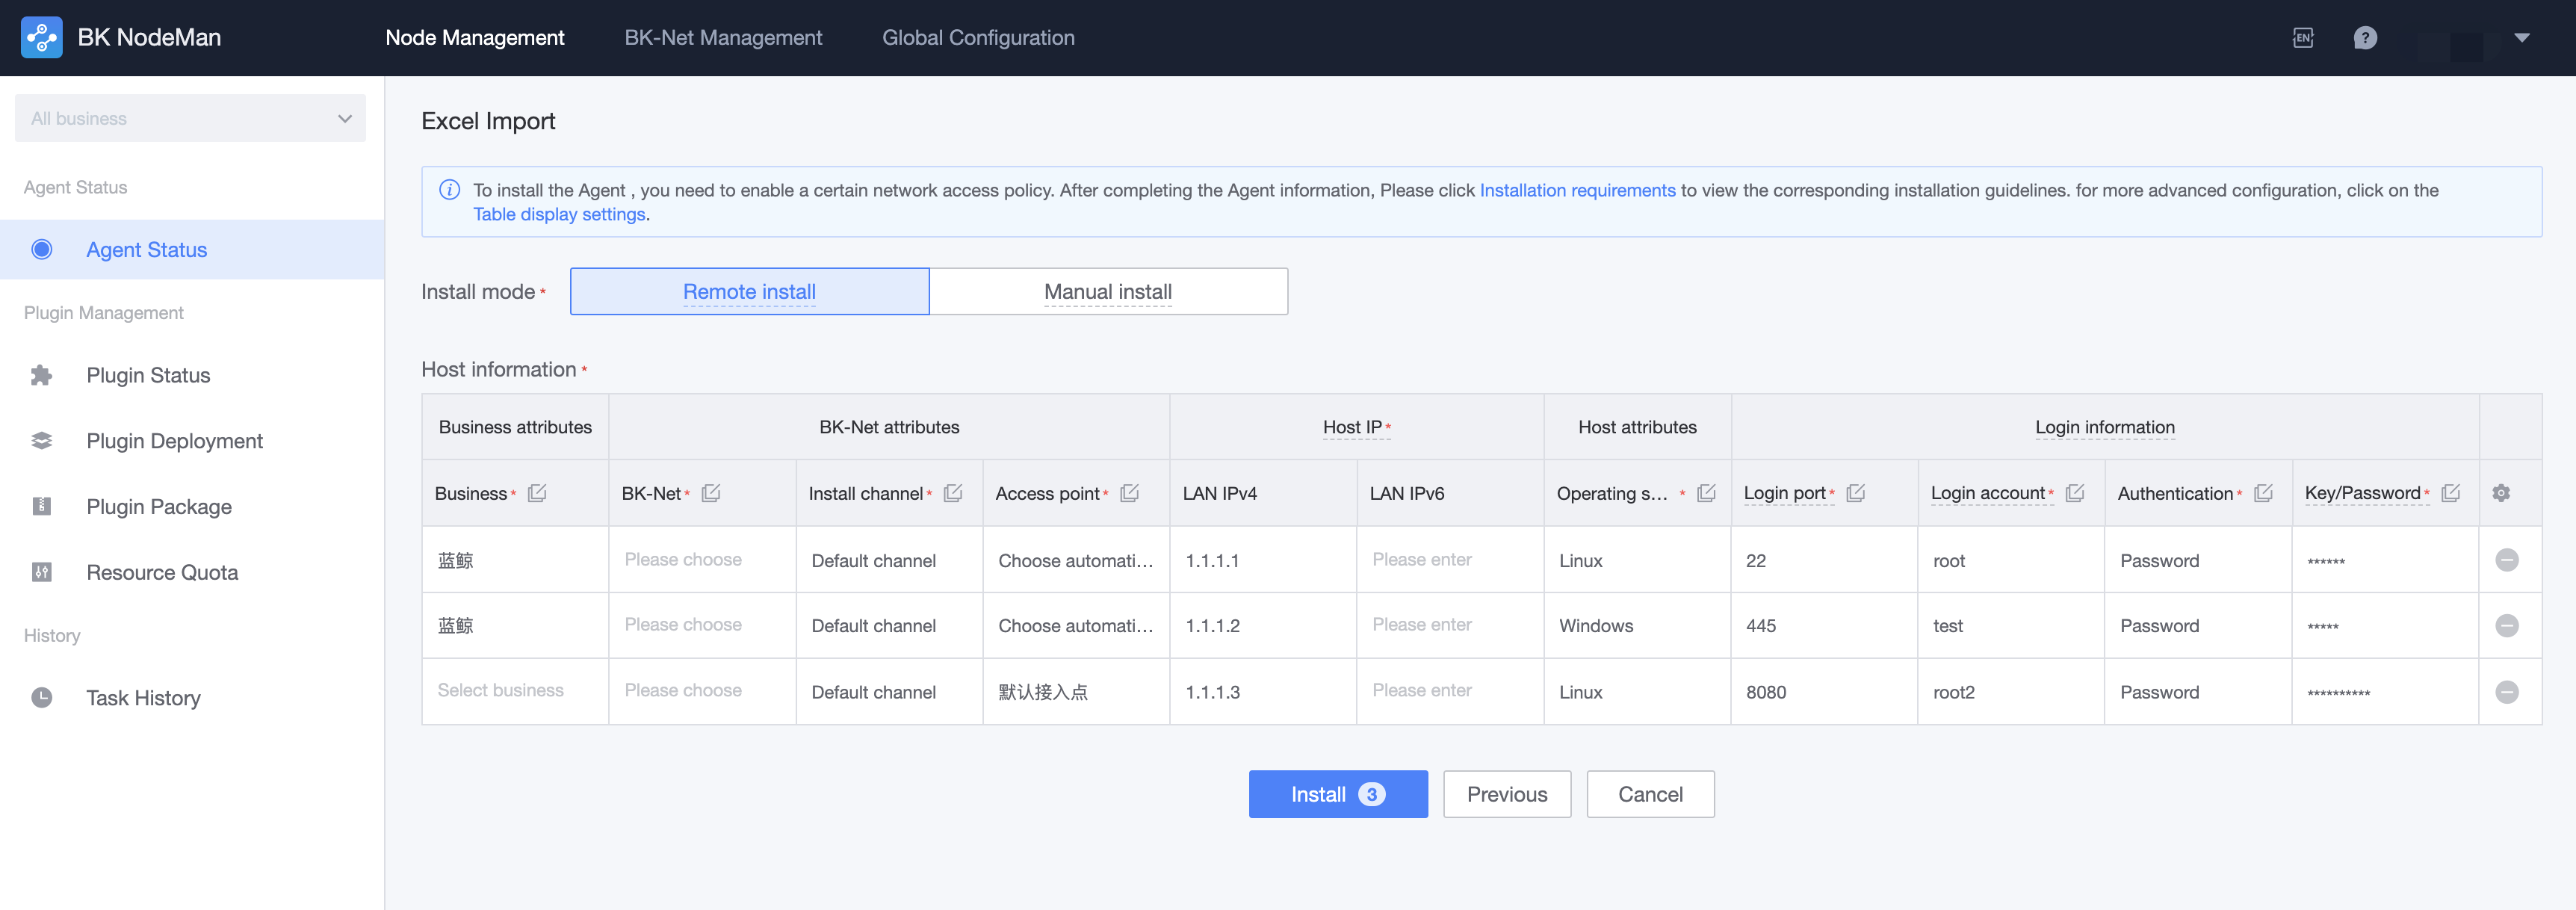 BK NodeMan
Node Management
BK-Net Management
Global Configuration
EN
?
All business
Agent Status
Agent Status
Plugin Management
Plugin Status
Plugin Deployment
Plugin Package
Resource Quota
History
Task History
Excel Import
To install the Agent , you need to enable a certain network access policy. After completing the Agent information, Please click Installation requirements to view the corresponding installation guidelines. for more advanced configuration, click on the
Table display settings.
Install mode *
Remote install
Manual install
Host information *
Business attributes BK-Net attributes Host IP * Host attributes Login information
Business * BK-Net * Install channel * Access point * LAN IPv4 LAN IPv6 Operating s... * Login port * Login account * Authentication * Key/Password *
蓝鲸 Please choose Default channel Choose automati... 1.1.1.1 Please enter Linux 22 root Password ******
蓝鲸 Please choose Default channel Choose automati... 1.1.1.2 Please enter Windows 445 test Password *****
Select business Please choose Default channel 默认接入点 1.1.1.3 Please enter Linux 8080 root2 Password **********
Install 3
Previous
Cancel